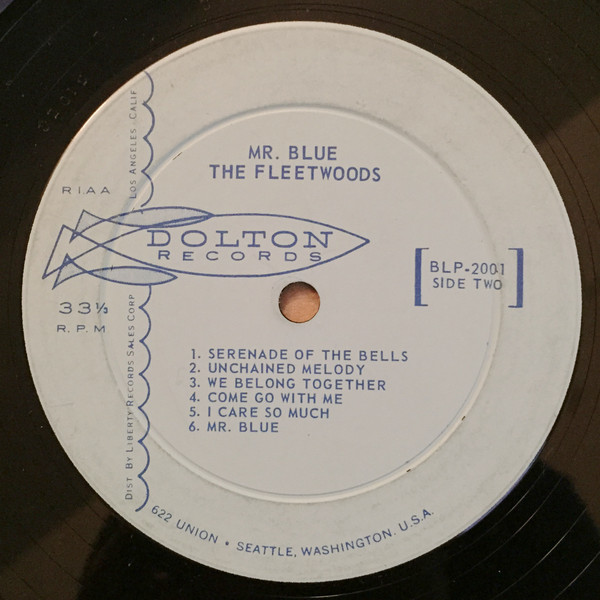 MR. BLUE
THE FLEETWOODS
R I A A
DOLTON
RECORDS
BLP-2001
SIDE TWO
33⅓
R. P. M
1. SERENADE OF THE BELLS
2. UNCHAINED MELODY
3. WE BELONG TOGETHER
4. COME GO WITH ME
5. I CARE SO MUCH
6. MR. BLUE
DIST BY LIBERTY RECORDS SALES CORP
LOS ANGELES, CALIF
622 UNION • SEATTLE, WASHINGTON. U.S.A.